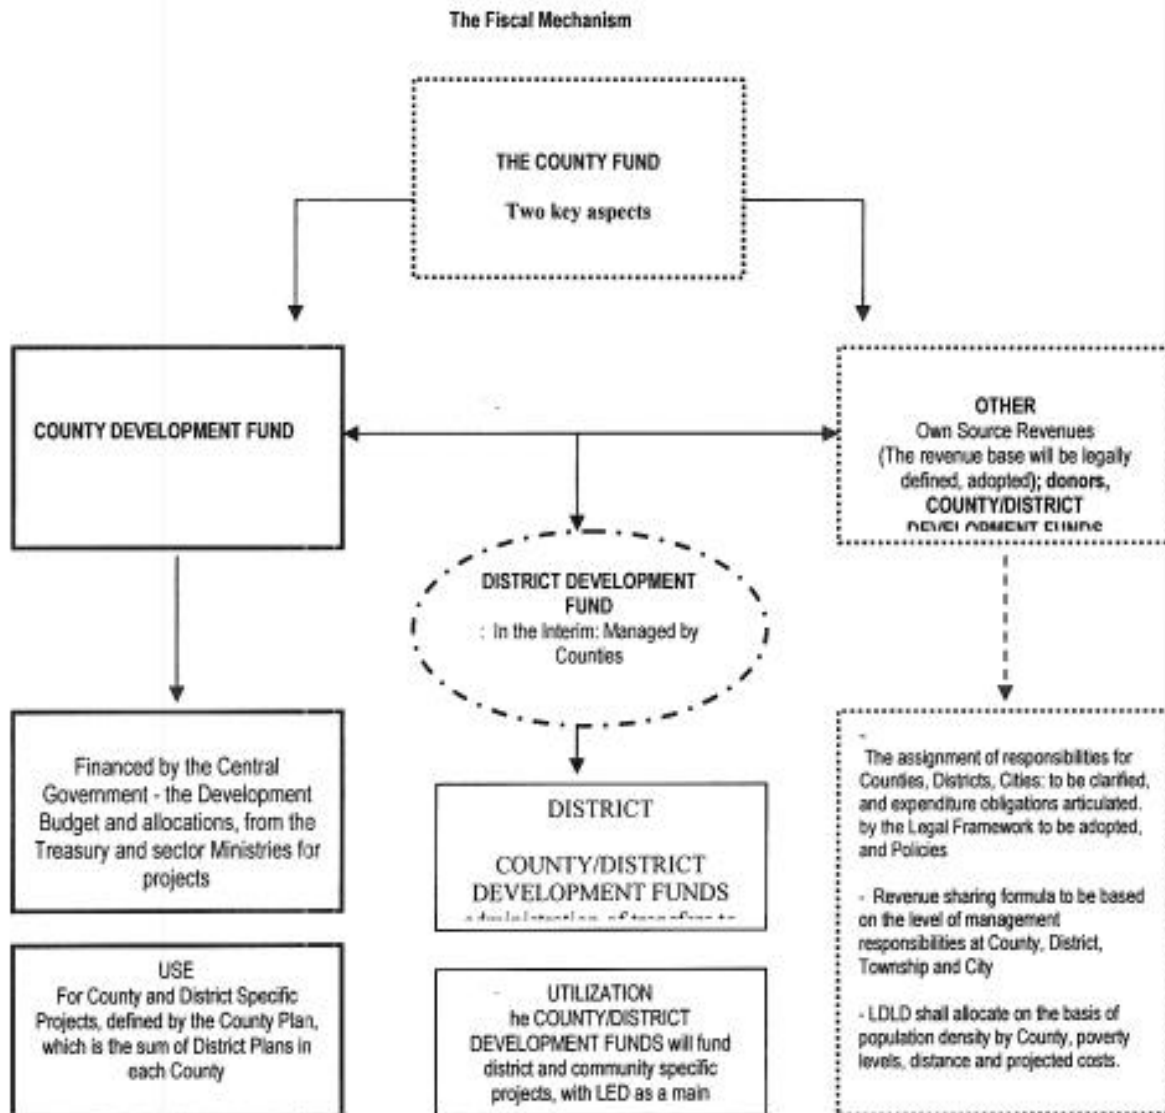 The Fiscal Mechanism
THE COUNTY FUND
Two key aspects
COUNTY DEVELOPMENT FUND
OTHER
Own Source Revenues
(The revenue base will be legally
defined, adopted); donors,
COUNTY/DISTRICT
DEVELOPMENT FUNDS
DISTRICT DEVELOPMENT
FUND
: In the Interim: Managed by
Counties
Financed by the Central
Government - the Development
Budget and allocations, from the
Treasury and sector Ministries for
projects
DISTRICT
COUNTY/DISTRICT
DEVELOPMENT FUNDS
The assignment of responsibilities for
Counties, Districts, Cities: to be clarified,
and expenditure obligations articulated.
by the Legal Framework to be adopted,
and Policies
- Revenue sharing formula to be based
on the level of management
responsibilities at County, District,
Township and City
- LDLD shall allocate on the basis of
population density by County, poverty
levels, distance and projected costs.
USE
For County and District Specific
Projects, defined by the County Plan,
which is the sum of District Plans in
each County
UTILIZATION
he COUNTY/DISTRICT
DEVELOPMENT FUNDS will fund
district and community specific
projects, with LED as a main